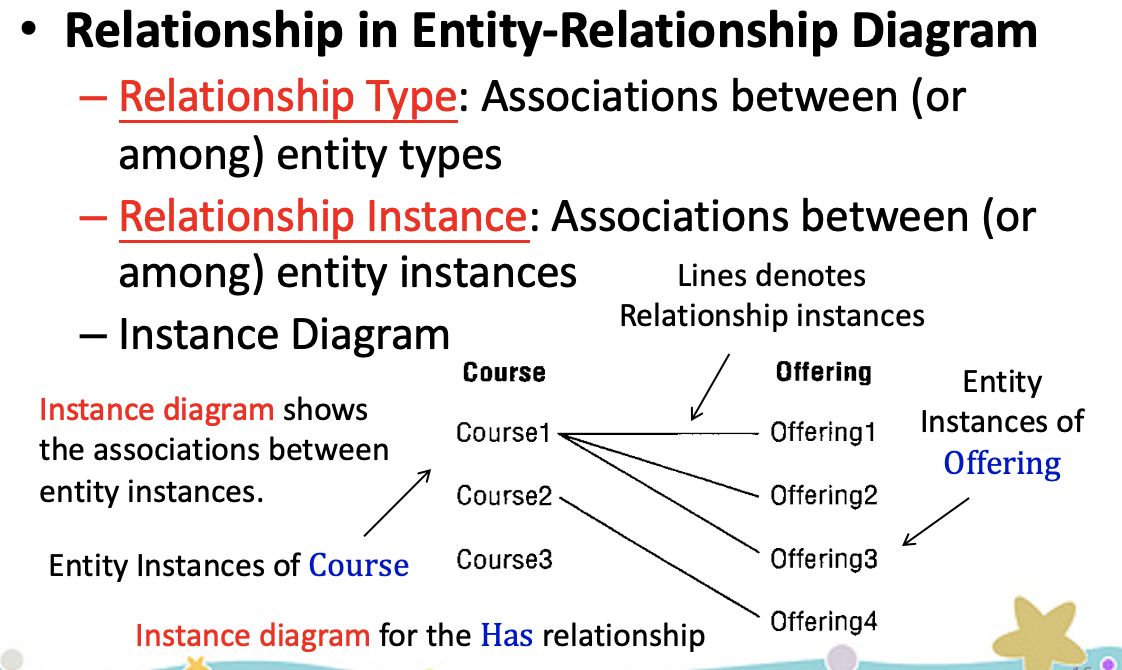 • Relationship in Entity-Relationship Diagram
– Relationship Type: Associations between (or
among) entity types
– Relationship Instance: Associations between (or
among) entity instances
– Instance Diagram
Lines denotes
Relationship instances
Instance diagram shows
the associations between
entity instances.
Entity Instances of Course
Course
Course1
Course2
Course3
Offering
Offering1
Offering2
Offering3
Offering4
Entity
Instances of
Offering
Instance diagram for the Has relationship